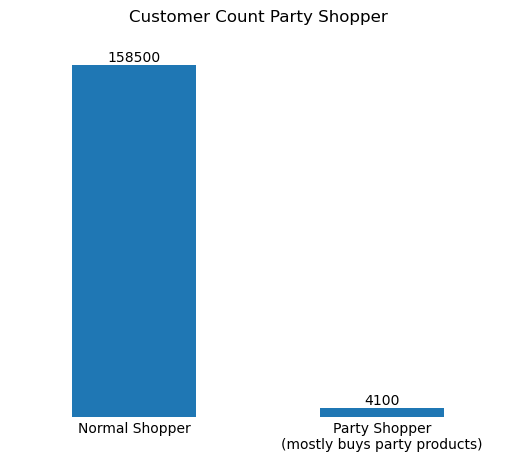 Customer Count Party Shopper
158500
4100
Normal Shopper
Party Shopper
(mostly buys party products)